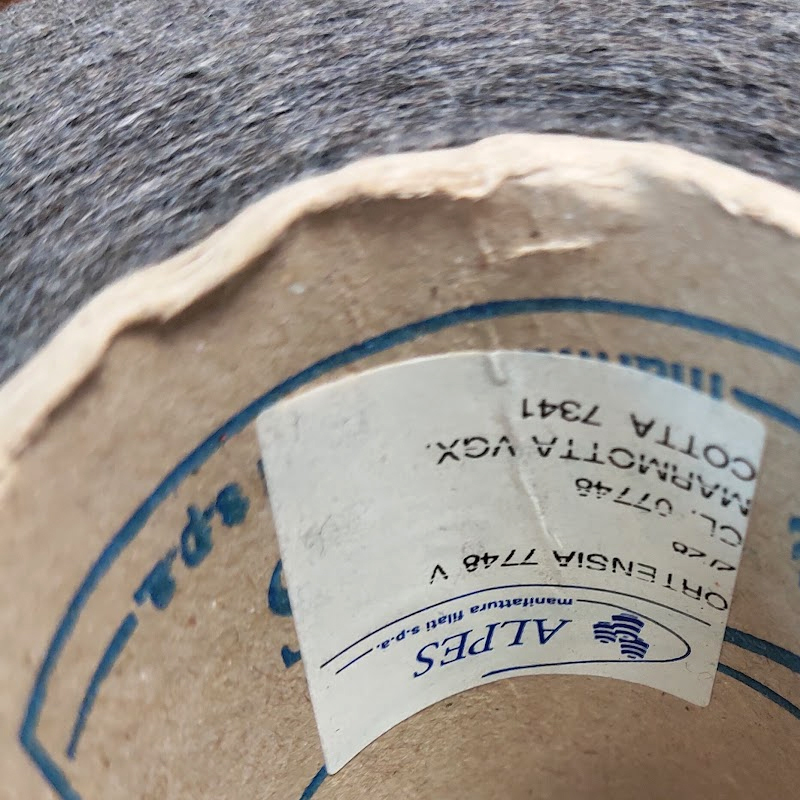 ALPES
manifattura filati s.p.a.
ORTENSIA 7748 V
2/28
CL. 07748
MARMOTTA VGX.
COTTA 7341
s.p.a.